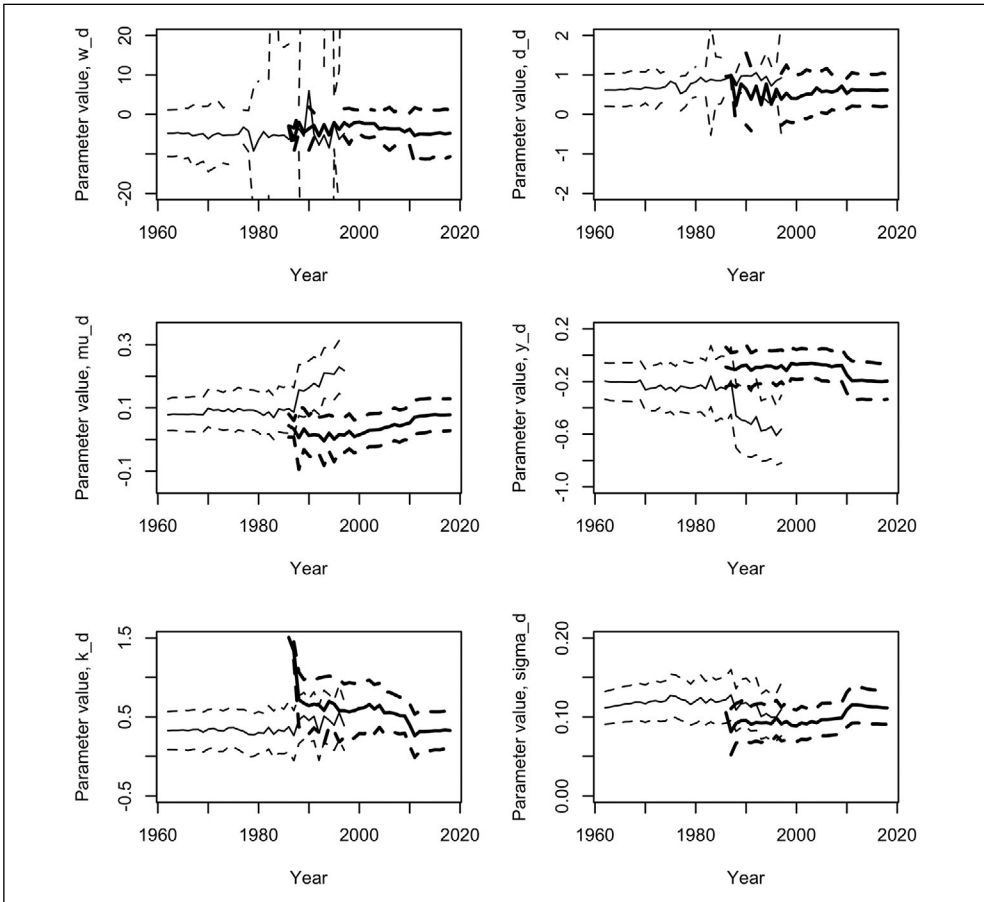 Parameter value, w_d
20
10
0
-20
1960 1980 2000 2020
Year
Parameter value, d_d
2
1
0
-1
-2
1960 1980 2000 2020
Year
Parameter value, mu_d
0.3
0.1
-0.1
1960 1980 2000 2020
Year
Parameter value, y_d
0.2
-0.2
-0.6
-1.0
1960 1980 2000 2020
Year
Parameter value, k_d
1.5
0.5
-0.5
1960 1980 2000 2020
Year
Parameter value, sigma_d
0.20
0.10
0.00
1960 1980 2000 2020
Year